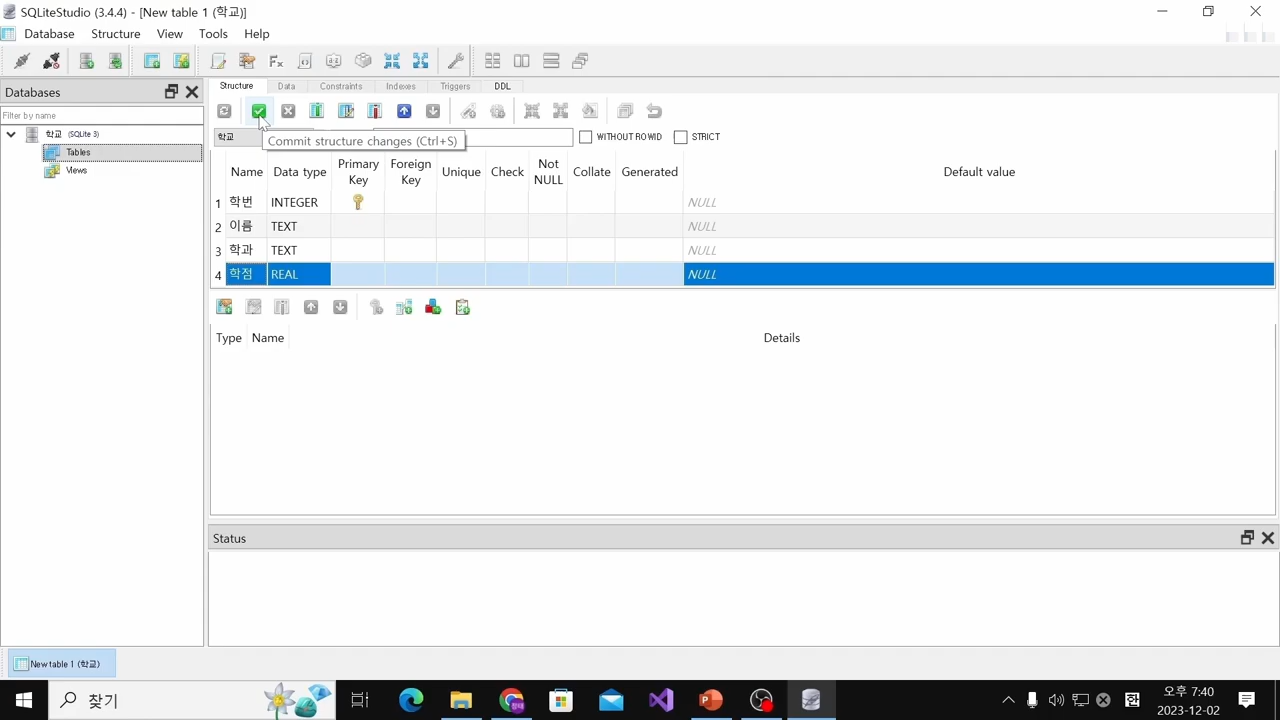 SQLiteStudio (3.4.4) - [New table 1 (학교)]
Database Structure View Tools Help
Databases
Filter by name
학교 (SQLite 3)
Tables
Views
Structure Data Constraints Indexes Triggers DDL
학교
Commit structure changes (Ctrl+S)
WITHOUT ROWID STRICT
Name Data type Primary Key Foreign Key Unique Check Not NULL Collate Generated Default value
1 학번 INTEGER NULL
2 이름 TEXT NULL
3 학과 TEXT NULL
4 학점 REAL NULL
Type Name Details
Status
New table 1 (학교)
찾기
오후 7:40
2023-12-02